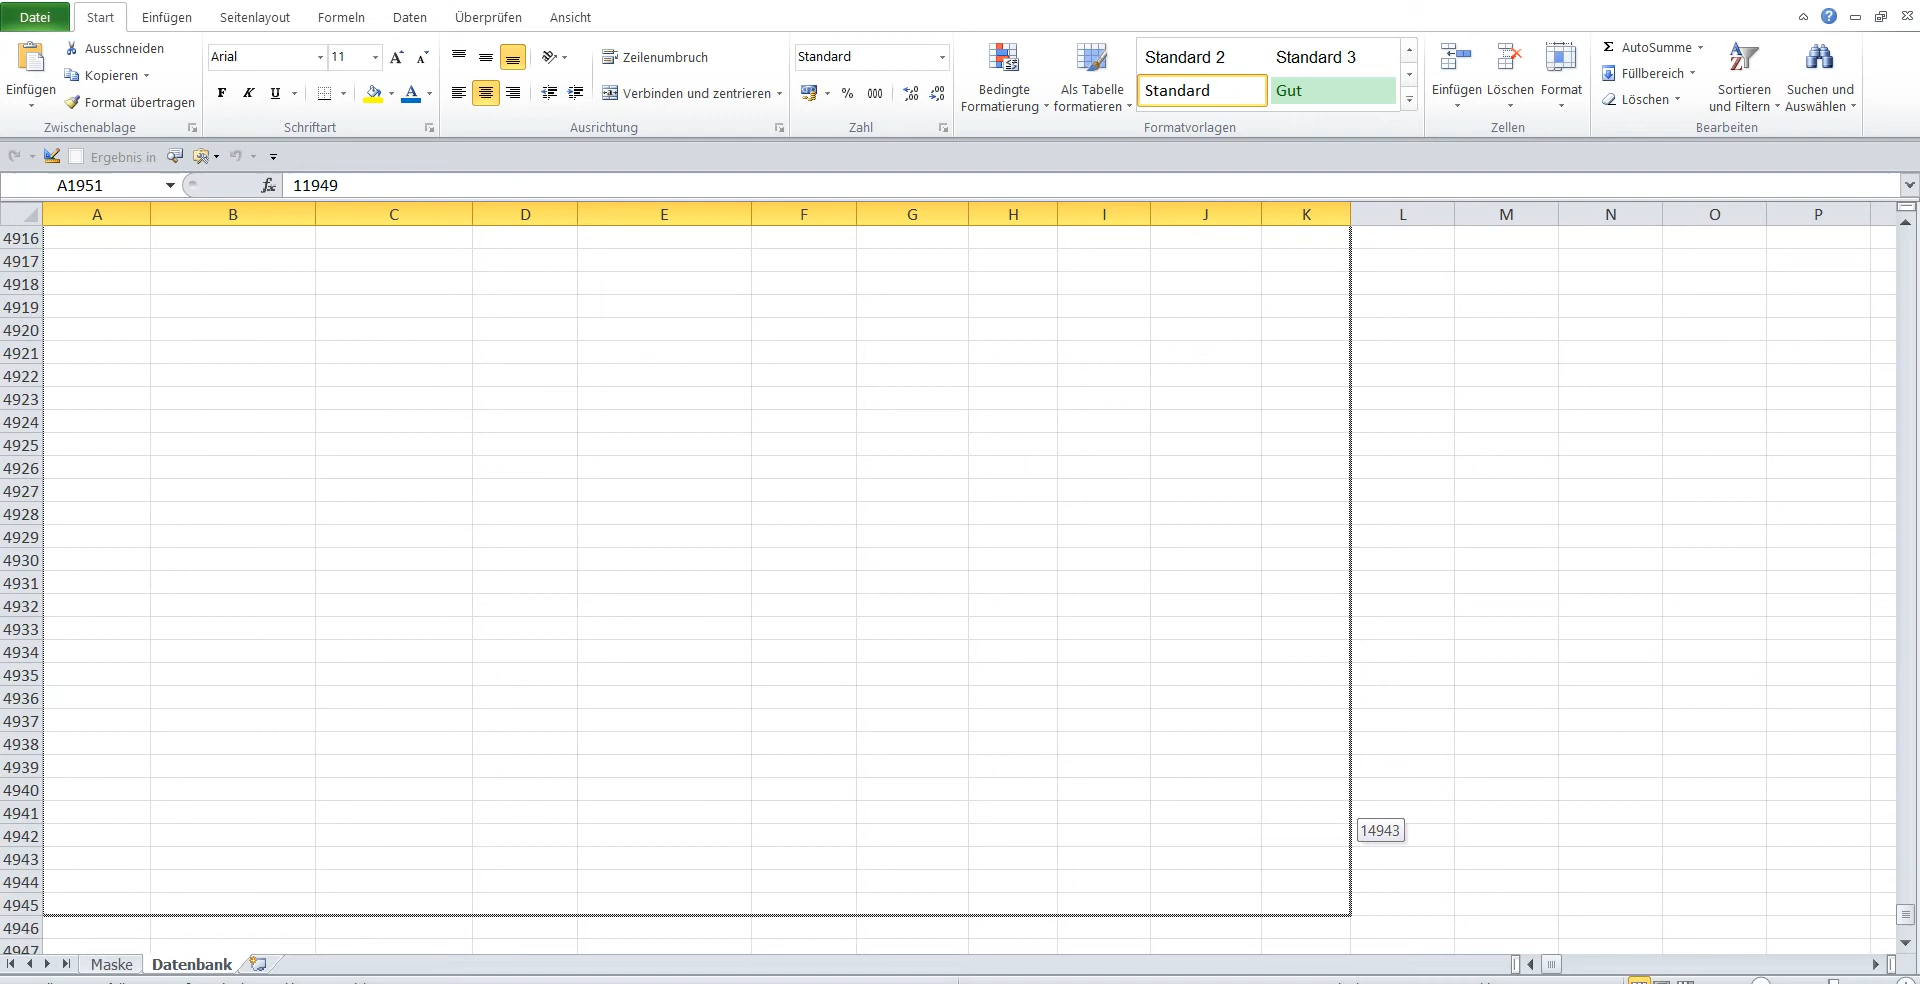 Datei Start Einfügen Seitenlayout Formeln Daten Überprüfen Ansicht
Einfügen
Ausschneiden
Kopieren
Format übertragen
Zwischenablage
Arial 11
F K U
Schriftart
Zeilenumbruch
Verbinden und zentrieren
Ausrichtung
Standard
% 000
Zahl
Bedingte Formatierung
Als Tabelle formatieren
Standard 2 Standard 3
Standard Gut
Formatvorlagen
Einfügen Löschen Format
Zellen
Σ AutoSumme
Füllbereich
Löschen
Sortieren und Filtern
Suchen und Auswählen
Bearbeiten
Ergebnis in
A1951 fx 11949
A B C D E F G H I J K L M N O P
4916
4917
4918
4919
4920
4921
4922
4923
4924
4925
4926
4927
4928
4929
4930
4931
4932
4933
4934
4935
4936
4937
4938
4939
4940
4941
4942
14943
4943
4944
4945
4946
4947
Maske Datenbank